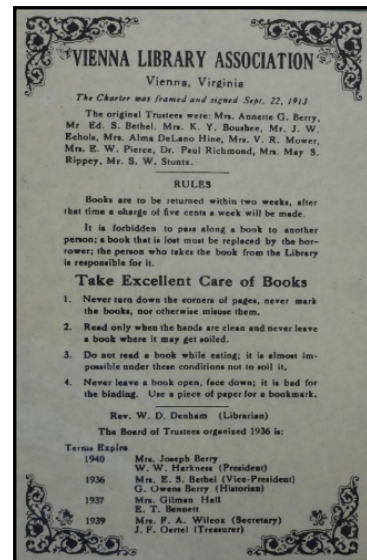 VIENNA LIBRARY ASSOCIATION
Vienna, Virginia
The Charter was framed and signed Sept. 22, 1913
The original Trustees were: Mrs. Annette G. Berry,
Mr Ed. S. Bethel. Mrs. K. Y. Boushee, Mr. J. W.
Echols, Mrs. Alma DeLano Hine, Mrs. V. R. Mower,
Mrs. E. W. Pierce, Dr. Paul Richmond, Mrs. May S.
Rippey, Mr. S. W. Stuntz.
RULES
Books are to be returned within two weeks, after
that time a charge of five cents a week will be made.
It is forbidden to pass along a book to another
person; a book that is lost must be replaced by the bor-
rower; the person who takes the book from the Library
is responsible for it.
Take Excellent Care of Books
1. Never turn down the corners of pages, never mark
the books, nor otherwise misuse them.
2. Read only when the hands are clean and never leave
a book where it may get soiled.
3. Do not read a book while eating; it is almost im-
possible under these conditions not to soil it.
4. Never leave a book open, face down; it is bad for
the binding. Use a piece of paper for a bookmark.
Rev. W. D. Denham (Librarian)
The Board of Trustees organized 1936 is:
Terms Expire
1940 Mrs. Joseph Berry
W. W. Harkness (President)
1936 Mrs. E. S. Bethel (Vice-President)
G. Owens Berry (Historian)
1937 Mrs. Gilman Hall
E. T. Bennett
1939 Mrs. F. A. Wilcox (Secretary)
J. F. Oertel (Treasurer)